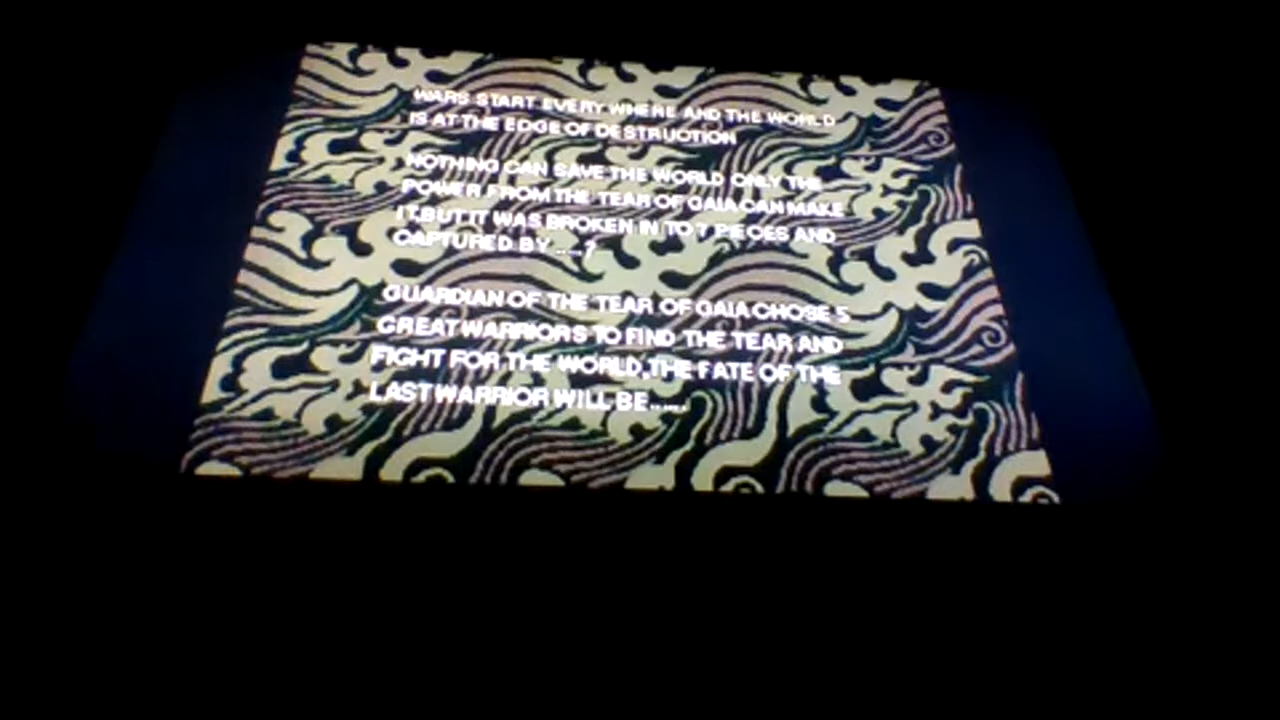 WARS START EVERY WHERE AND THE WORLD
IS AT THE EDGE OF DESTRUCTION
NOTHING CAN SAVE THE WORLD ONLY THE
POWER FROM THE TEAR OF GAIA CAN MAKE
IT,BUT IT WAS BROKEN IN TO 7 PIECES AND
CAPTURED BY .....?
GUARDIAN OF THE TEAR OF GAIA CHOSE 5
GREAT WARRIORS TO FIND THE TEAR AND
FIGHT FOR THE WORLD,THE FATE OF THE
LAST WARRIOR WILL BE......